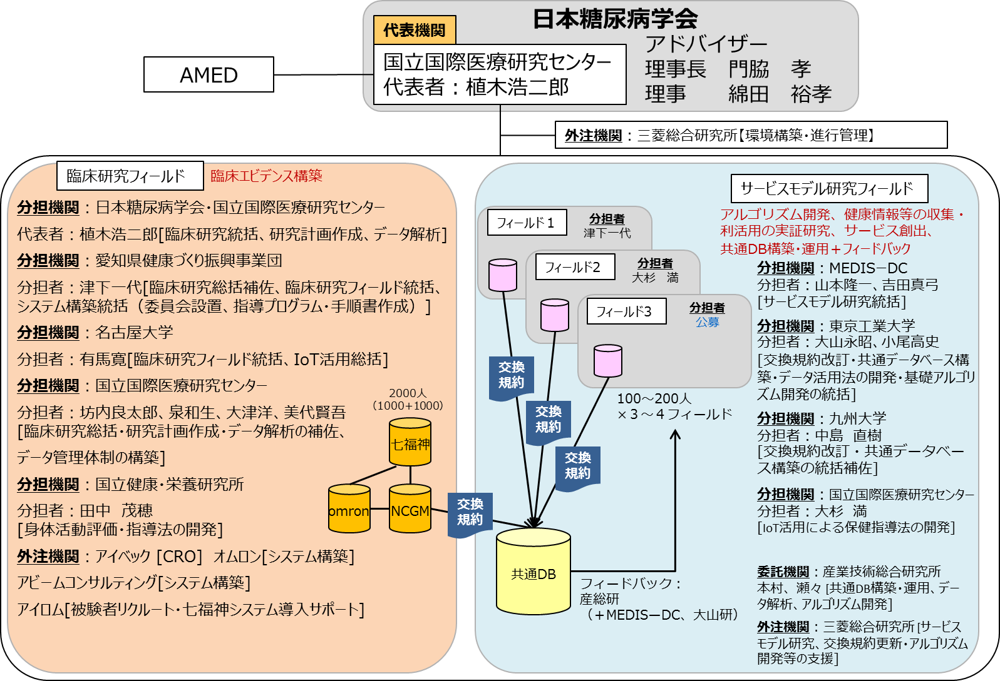 日本糖尿病学会
代表機関
国立国際医療研究センター
代表者：植木浩二郎
アドバイザー
理事長　門脇　孝
理事　　綿田　裕孝
AMED
外注機関：三菱総合研究所【環境構築・進行管理】
臨床研究フィールド
臨床エビデンス構築
分担機関：日本糖尿病学会・国立国際医療研究センター
代表者：植木浩二郎[臨床研究統括、研究計画作成、データ解析]
分担機関：愛知県健康づくり振興事業団
分担者：津下一代[臨床研究総括補佐、臨床研究フィールド統括、
システム構築統括（委員会設置、指導プログラム・手順書作成）]
分担機関：名古屋大学
分担者：有馬寛[臨床研究フィールド統括、IoT活用総括]
分担機関：国立国際医療研究センター
分担者：坊内良太郎、泉和生、大津洋、美代賢吾
[臨床研究総括・研究計画作成・データ解析の補佐、
データ管理体制の構築]
分担機関：国立健康・栄養研究所
分担者：田中　茂穂
[身体活動評価・指導法の開発]
外注機関：アイベック [CRO]　オムロン[システム構築]
アビームコンサルティング[システム構築]
アイロム[被験者リクルート・七福神システム導入サポート]
2000人
（1000+1000）
七福神
omron
NCGM
交換
規約
サービスモデル研究フィールド
アルゴリズム開発、健康情報等の収集・
利活用の実証研究、サービス創出、
共通DB構築・運用＋フィードバック
フィールド１
分担者
津下一代
フィールド2
分担者
大杉　満
フィールド3
分担者
公募
交換
規約
交換
規約
交換
規約
100～200人
×３～４フィールド
共通DB
フィードバック：
産総研
（＋MEDISーDC、大山研）
分担機関：MEDIS－DC
分担者：山本隆一、吉田真弓
[サービスモデル研究統括]
分担機関：東京工業大学
分担者：大山永昭、小尾高史
[交換規約改訂・共通データベース構
築・データ活用法の開発・基礎アルゴリ
ズム開発の統括]
分担機関：九州大学
分担者：中島　直樹
[交換規約改訂・共通データベー
ス構築の統括補佐]
分担機関：国立国際医療研究センター
分担者：大杉　満
[IoT活用による保健指導法の開発]
委託機関：産業技術総合研究所
本村、瀬々 [共通DB構築・運用、デー
タ解析、アルゴリズム開発]
外注機関：三菱総合研究所 [サービス
モデル研究、交換規約更新・アルゴリズム
開発等の支援]